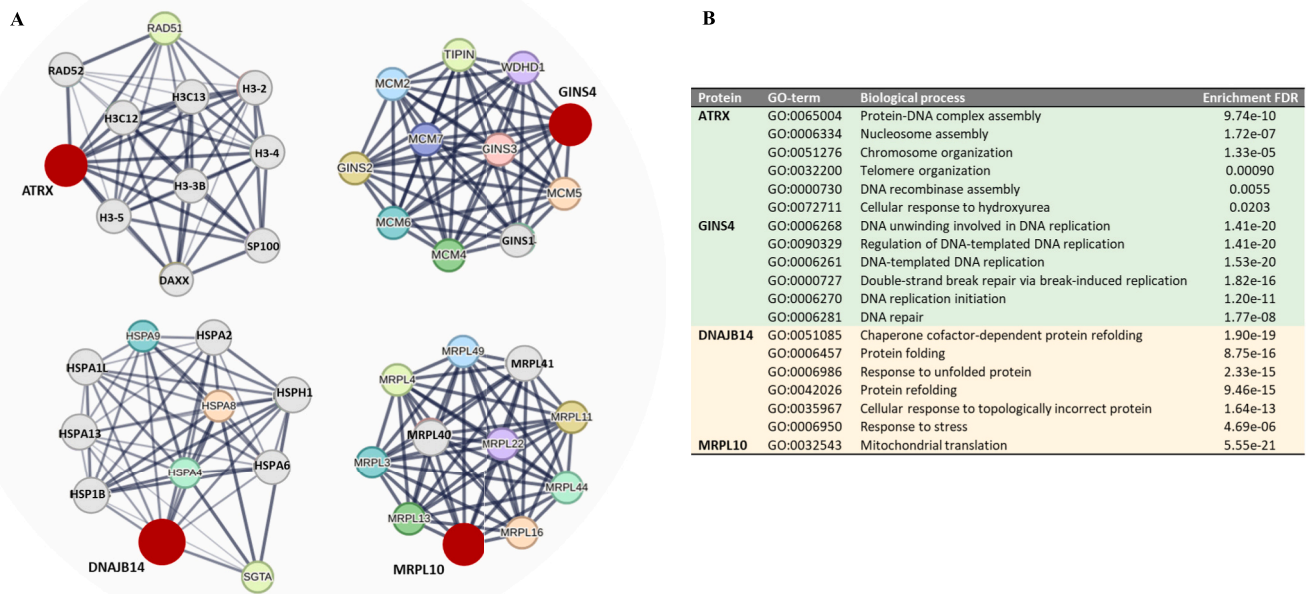 A
RAD51
RAD52
H3C13
H3-2
H3C12
H3-4
ATRX
H3-3B
H3-5
SP100
DAXX
TIPIN
WDHD1
MCM2
GINS4
MCM7
GINS3
GINS2
MCM5
MCM6
GINS1
MCM4
HSPA9
HSPA2
HSPA1L
HSPA8
HSPH1
HSPA13
HSPA4
HSPA6
HSP1B
DNAJB14
SGTA
MRPL49
MRPL41
MRPL4
MRPL11
MRPL40
MRPL22
MRPL3
MRPL44
MRPL13
MRPL16
MRPL10
B
Protein GO-term Biological process Enrichment FDR
ATRX GO:0065004 Protein-DNA complex assembly 9.74e-10
GO:0006334 Nucleosome assembly 1.72e-07
GO:0051276 Chromosome organization 1.33e-05
GO:0032200 Telomere organization 0.00090
GO:0000730 DNA recombinase assembly 0.0055
GO:0072711 Cellular response to hydroxyurea 0.0203
GINS4 GO:0006268 DNA unwinding involved in DNA replication 1.41e-20
GO:0090329 Regulation of DNA-templated DNA replication 1.41e-20
GO:0006261 DNA-templated DNA replication 1.53e-20
GO:0000727 Double-strand break repair via break-induced replication 1.82e-16
GO:0006270 DNA replication initiation 1.20e-11
GO:0006281 DNA repair 1.77e-08
DNAJB14 GO:0051085 Chaperone cofactor-dependent protein refolding 1.90e-19
GO:0006457 Protein folding 8.75e-16
GO:0006986 Response to unfolded protein 2.33e-15
GO:0042026 Protein refolding 9.46e-15
GO:0035967 Cellular response to topologically incorrect protein 1.64e-13
GO:0006950 Response to stress 4.69e-06
MRPL10 GO:0032543 Mitochondrial translation 5.55e-21